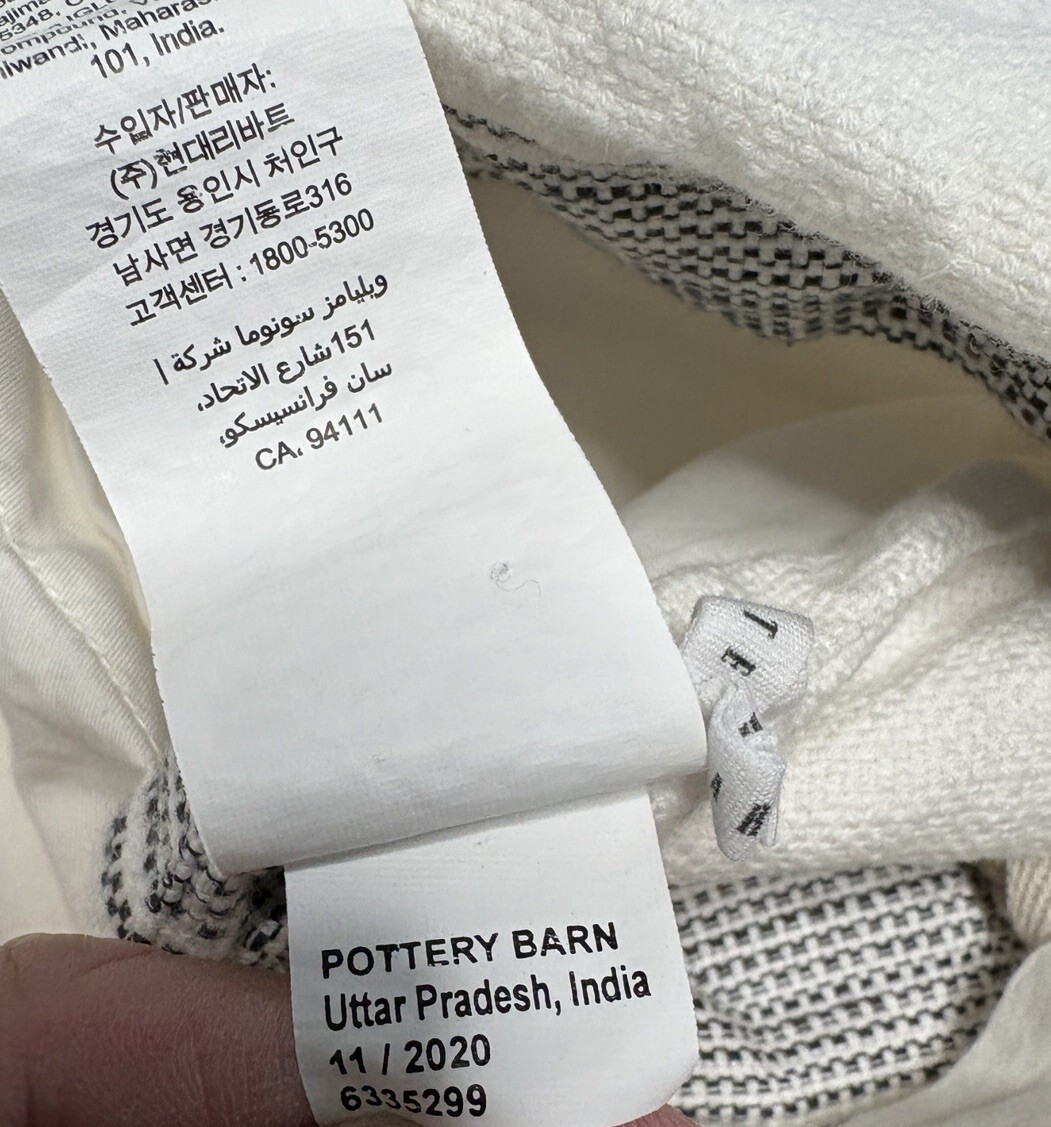 5348,
101, India.
수입자/판매자:
(주)현대리바트
경기도 용인시 처인구
남사면 경기동로316
고객센터 : 1800-5300
ويليامز سونوما شركة |
151شارع الاتحاد،
سان فرانسيسكو،
CA، 94111
POTTERY BARN
Uttar Pradesh, India
11 / 2020
6335299